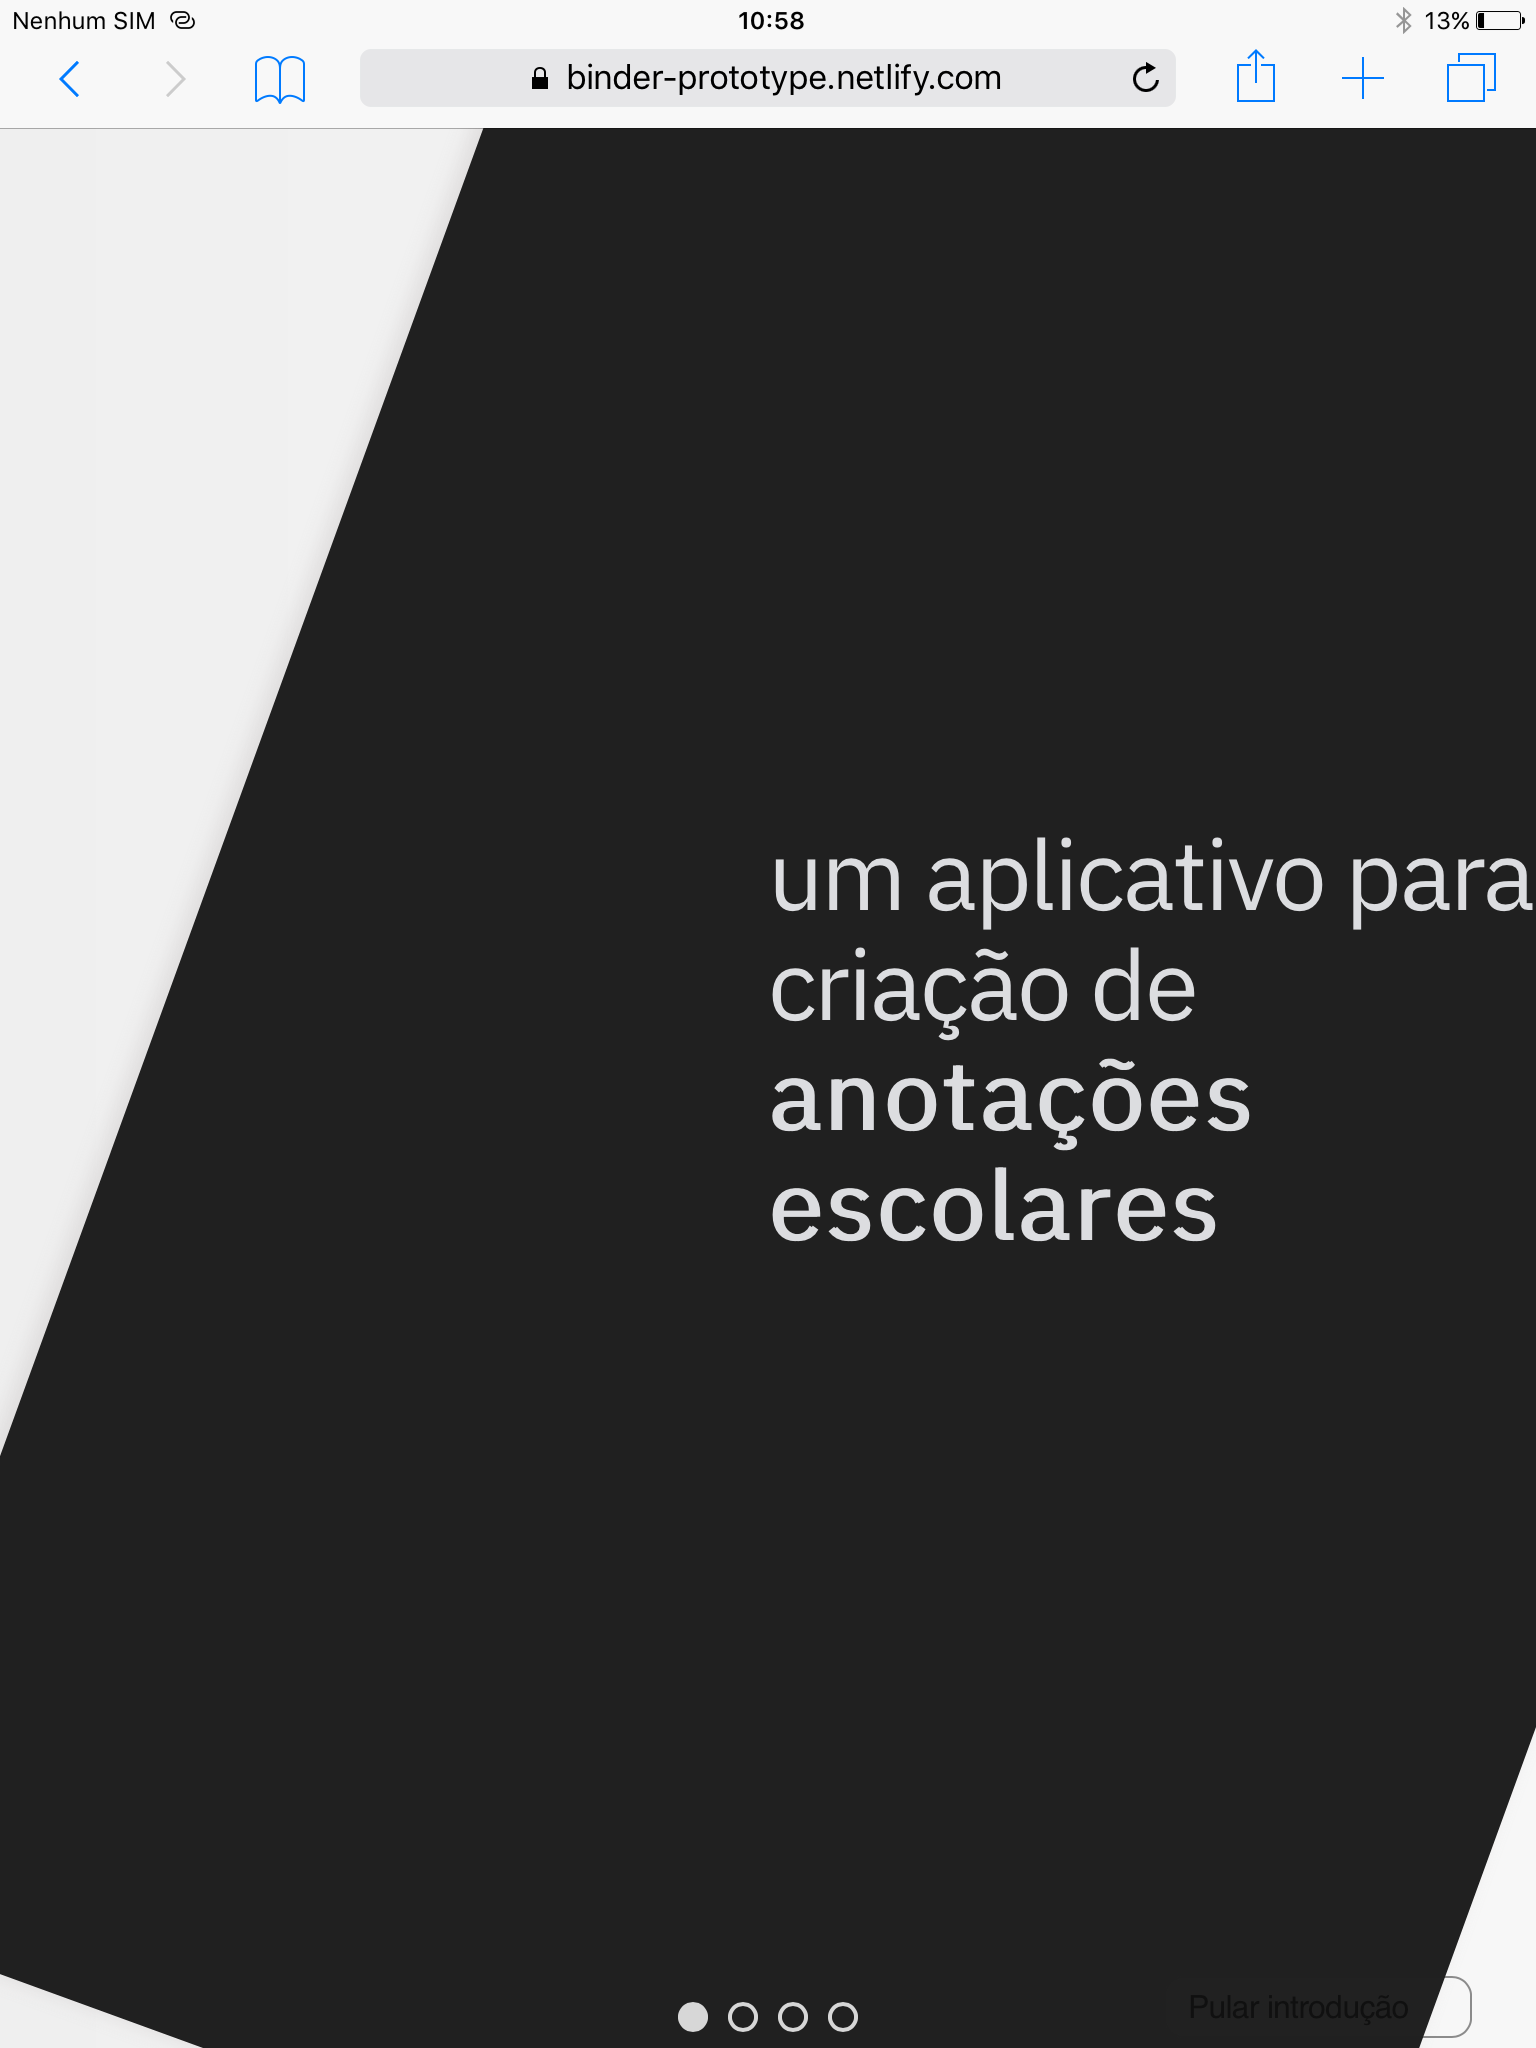 Nenhum SIM
10:58
13%
binder-prototype.netlify.com
um aplicativo para
criação de
anotações
escolares
Pular introdução